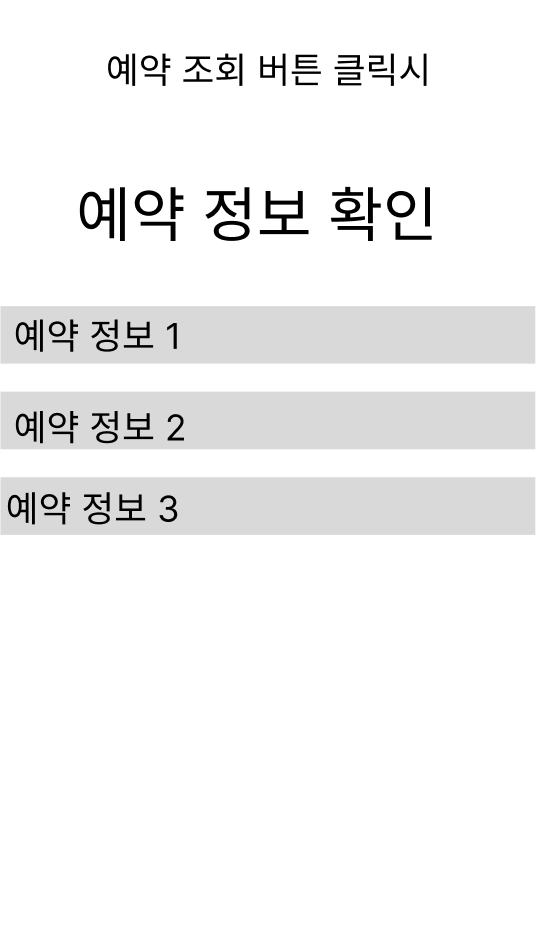 예약 조회 버튼 클릭시
예약 정보 확인
예약 정보 1
예약 정보 2
예약 정보 3